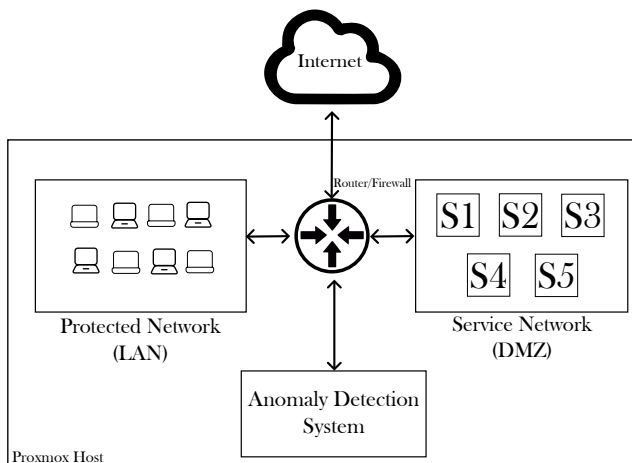 Internet
Router/Firewall
S1 S2 S3
S4 S5
Protected Network
(LAN)
Service Network
(DMZ)
Anomaly Detection
System
Proxmox Host